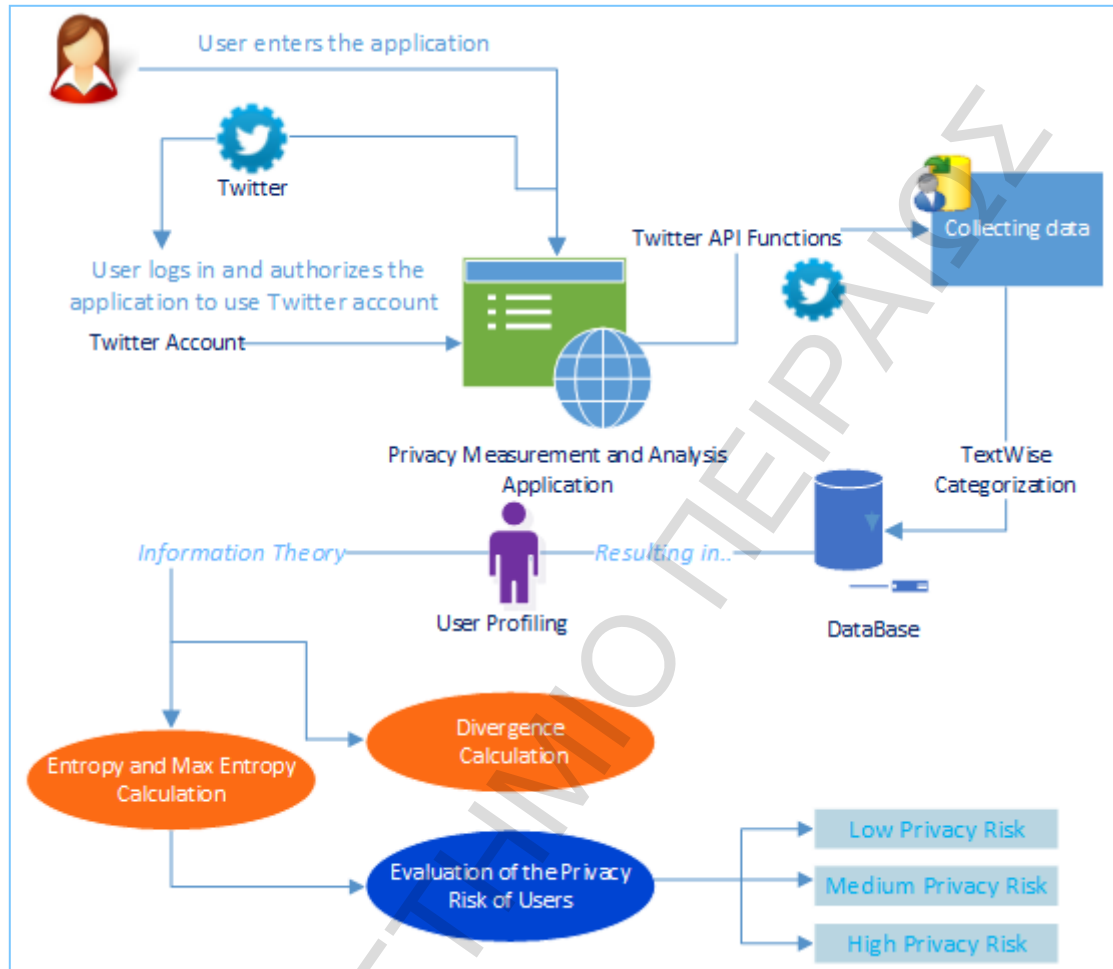 User enters the application
Twitter
User logs in and authorizes the
application to use Twitter account
Twitter Account
Twitter API Functions
Collecting data
Privacy Measurement and Analysis
Application
TextWise
Categorization
DataBase
Resulting in..
User Profiling
Information Theory
Divergence
Calculation
Entropy and Max Entropy
Calculation
Evaluation of the Privacy
Risk of Users
Low Privacy Risk
Medium Privacy Risk
High Privacy Risk
ΣΤΗΜΙΟ ΠΕΙΡΑΙΩΣ